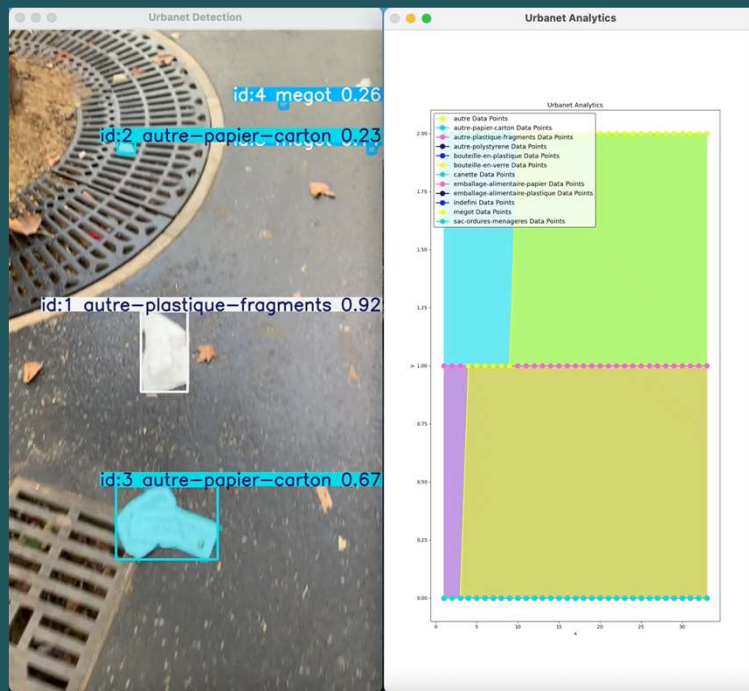 Urbanet Detection
id:4 megot 0.26
id:2 autre-papier-carton 0.23
id:1 autre-plastique-fragments 0.92
id:3 autre-papier-carton 0.67
Urbanet Analytics
Urbanet Analytics
autre Data Points
autre-papier-carton Data Points
autre-plastique-fragments Data Points
autre-polystyrene Data Points
bouteille-en-plastique Data Points
bouteille-en-verre Data Points
canette Data Points
emballage-alimentaire-papier Data Points
emballage-alimentaire-plastique Data Points
indefini Data Points
megot Data Points
sac-ordures-menageres Data Points
2.00
1.75
1.50
1.25
1.00
0.75
0.50
0.25
0.00
0 5 10 15 20 25 30
x